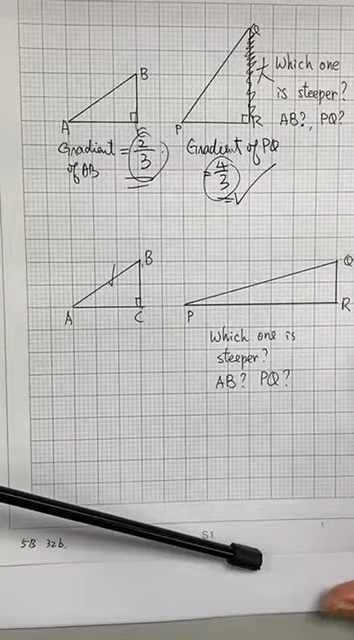 Q
Which one
is steeper?
AB?, PQ?
B
A
C
P
R
Gradient = 2/3
of AB
Gradient of PQ
= 4/3
B
A
C
Q
P
R
Which one is
steeper?
AB? PQ?
S1
5B 32b